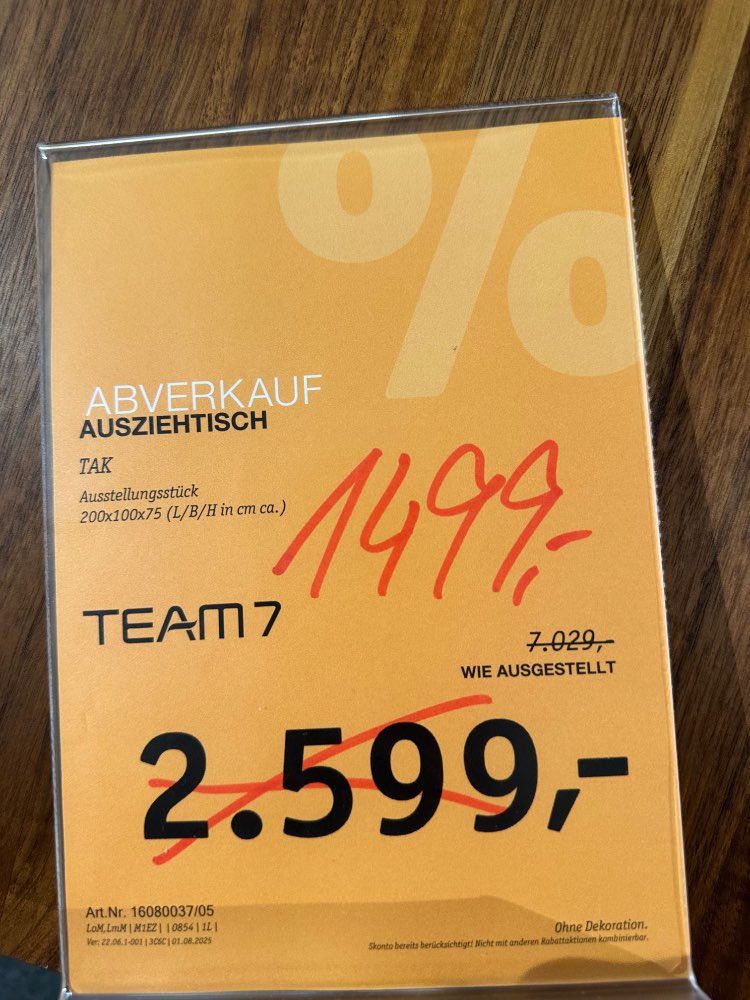 %
ABVERKAUF
AUSZIEHTISCH
TAK
Ausstellungsstück
200x100x75 (L/B/H in cm ca.)
1499,-
TEAM 7
7.029,-
WIE AUSGESTELLT
2.599,-
Art.Nr. 16080037/05
LoM,LmM | M1EZ | | 0854 | 1L |
Ver: 22.06.1-001 | 3C6C | 01.08.2025
Ohne Dekoration.
Skonto bereits berücksichtigt! Nicht mit anderen Rabattaktionen kombinierbar.